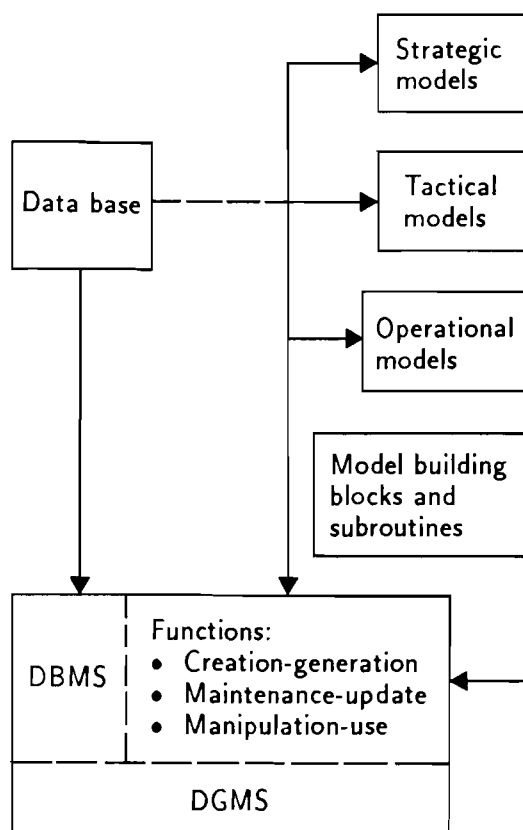 Strategic
models
Data base
Tactical
models
Operational
models
Model building
blocks and
subroutines
DBMS
Functions:
• Creation-generation
• Maintenance-update
• Manipulation-use
DGMS